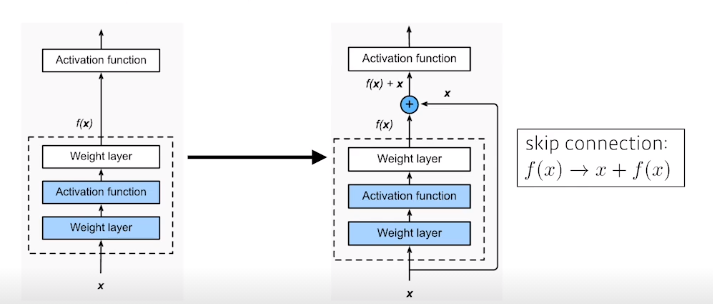 Activation function
f(x)
Weight layer
Activation function
Weight layer
x
Activation function
f(x) + x
x
+
f(x)
Weight layer
Activation function
Weight layer
x
skip connection:
f(x) → x + f(x)